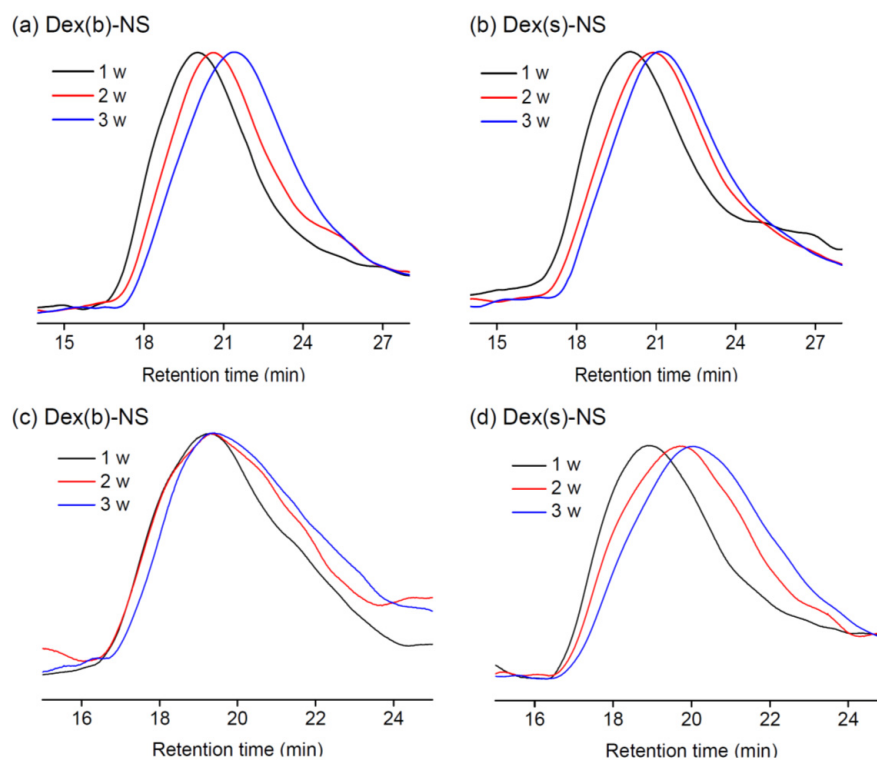 (a) Dex(b)-NS
1 w
2 w
3 w
15 18 21 24 27
Retention time (min)
(b) Dex(s)-NS
1 w
2 w
3 w
15 18 21 24 27
Retention time (min)
(c) Dex(b)-NS
1 w
2 w
3 w
16 18 20 22 24
Retention time (min)
(d) Dex(s)-NS
1 w
2 w
3 w
16 18 20 22 24
Retention time (min)